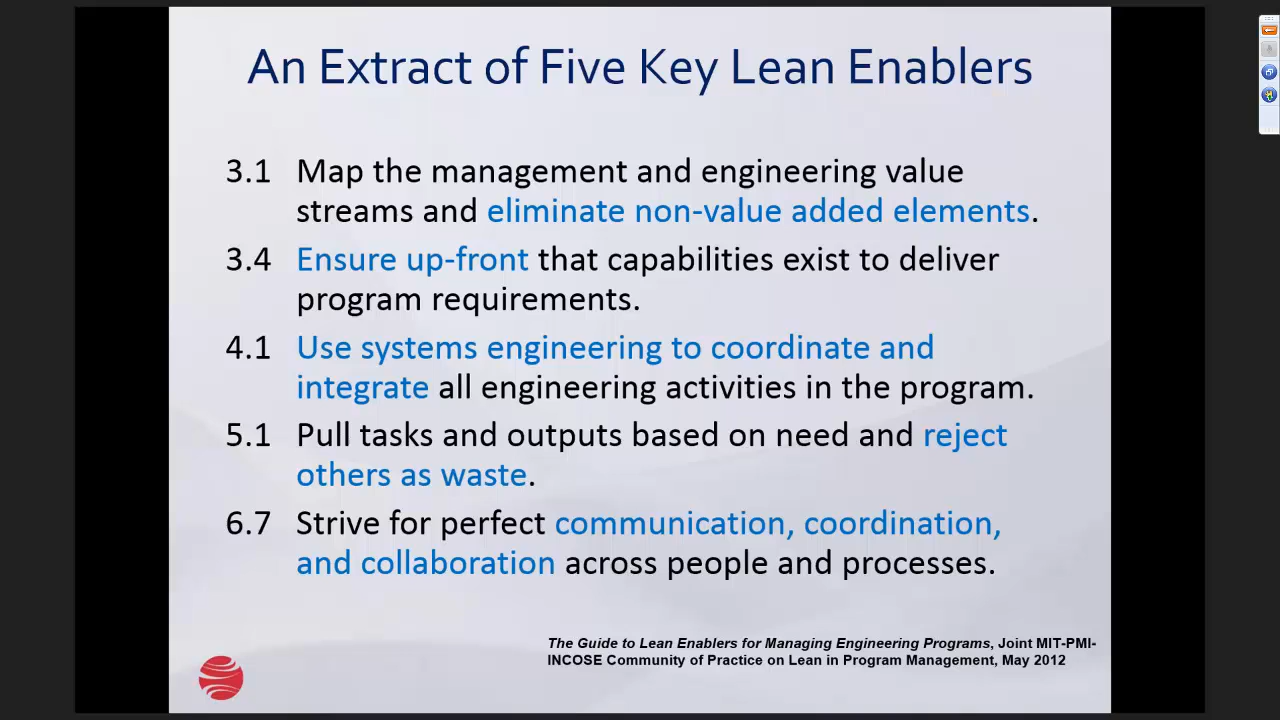 An Extract of Five Key Lean Enablers
3.1 Map the management and engineering value
streams and eliminate non-value added elements.
3.4 Ensure up-front that capabilities exist to deliver
program requirements.
4.1 Use systems engineering to coordinate and
integrate all engineering activities in the program.
5.1 Pull tasks and outputs based on need and reject
others as waste.
6.7 Strive for perfect communication, coordination,
and collaboration across people and processes.
The Guide to Lean Enablers for Managing Engineering Programs, Joint MIT-PMI-
INCOSE Community of Practice on Lean in Program Management, May 2012